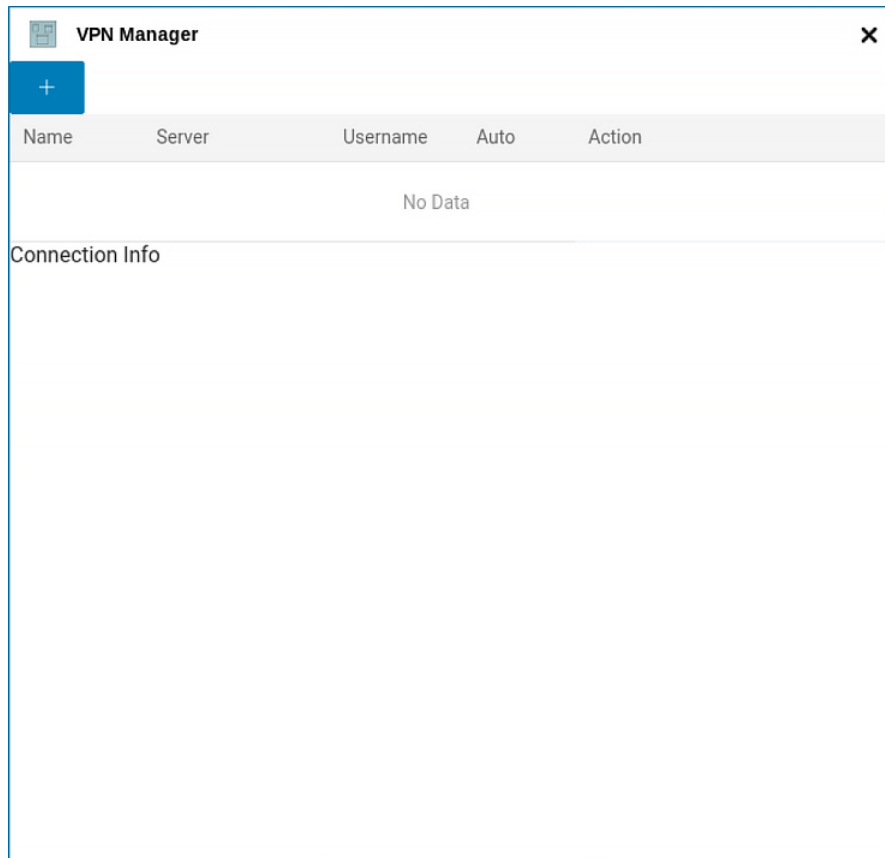 VPN Manager
+
Name Server Username Auto Action
No Data
Connection Info